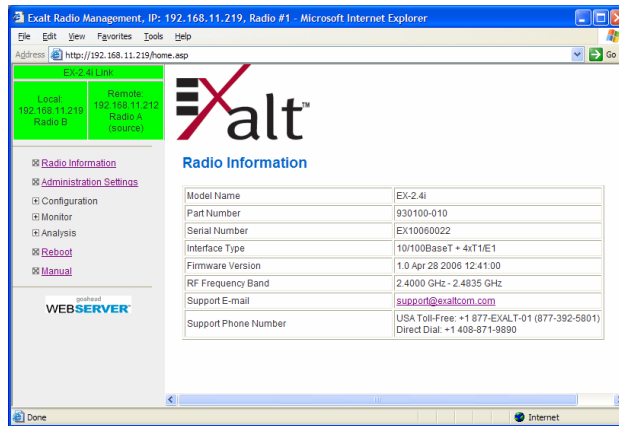 Exalt Radio Management, IP: 192.168.11.219, Radio #1 - Microsoft Internet Explorer
File Edit View Favorites Tools Help
Address http://192.168.11.219/home.asp Go
EX-2.4i Link
Local:
192.168.11.219
Radio B
Remote:
192.168.11.212
Radio A
(source)
Exalt™
Radio Information
Administration Settings
Configuration
Monitor
Analysis
Reboot
Manual
goahead
WEBSERVER
Radio Information
Model Name EX-2.4i
Part Number 930100-010
Serial Number EX10060022
Interface Type 10/100BaseT + 4xT1/E1
Firmware Version 1.0 Apr 28 2006 12:41:00
RF Frequency Band 2.4000 GHz - 2.4835 GHz
Support E-mail support@exaltcom.com
Support Phone Number USA Toll-Free: +1 877-EXALT-01 (877-392-5801)
Direct Dial: +1 408-871-9890
Done Internet